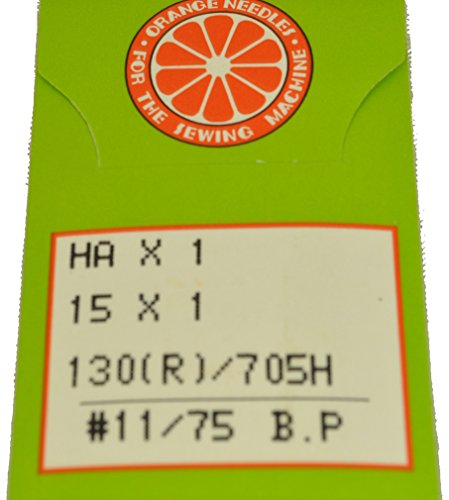 ORANGE NEEDLES
FOR THE SEWING MACHINE
HA X 1
15 X 1
130(R)/705H
#11/75 B.P